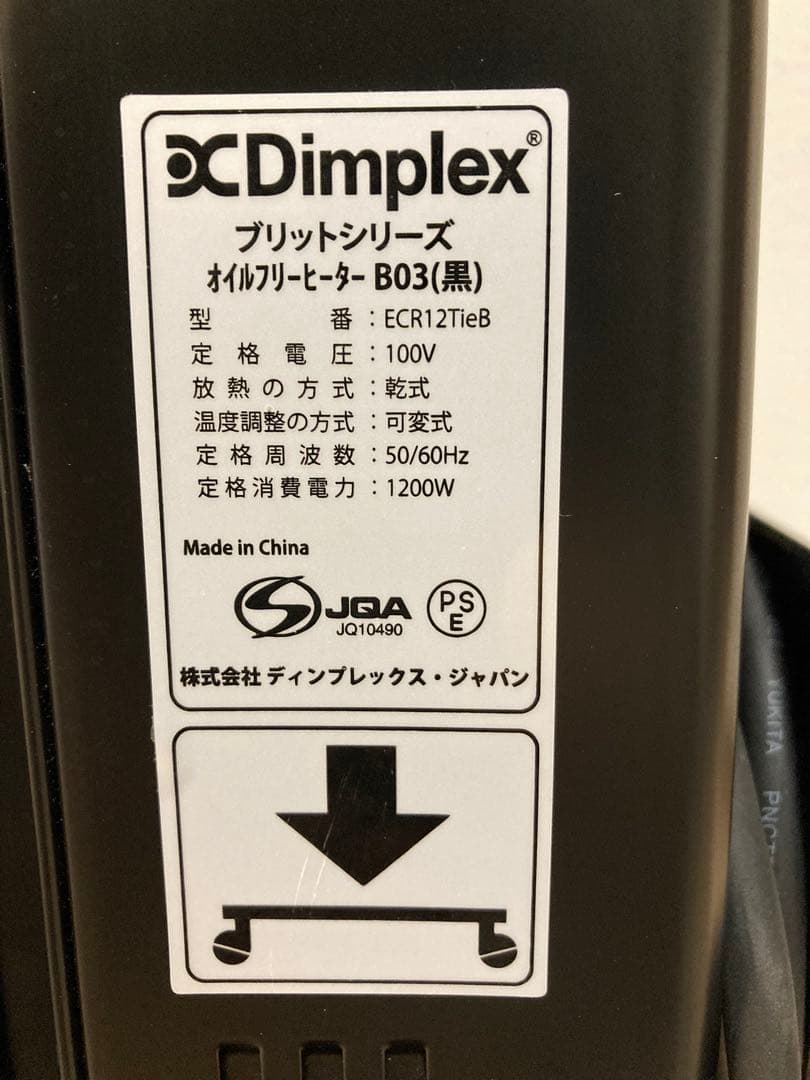 Dimplex®
ブリットシリーズ
オイルフリーヒーター B03(黒)
型番：ECR12TieB
定格電圧：100V
放熱の方式：乾式
温度調整の方式：可変式
定格周波数：50/60Hz
定格消費電力：1200W
Made in China
S JQA PSE
JQ10490
株式会社 ディンプレックス・ジャパン
YUKITA PNCT